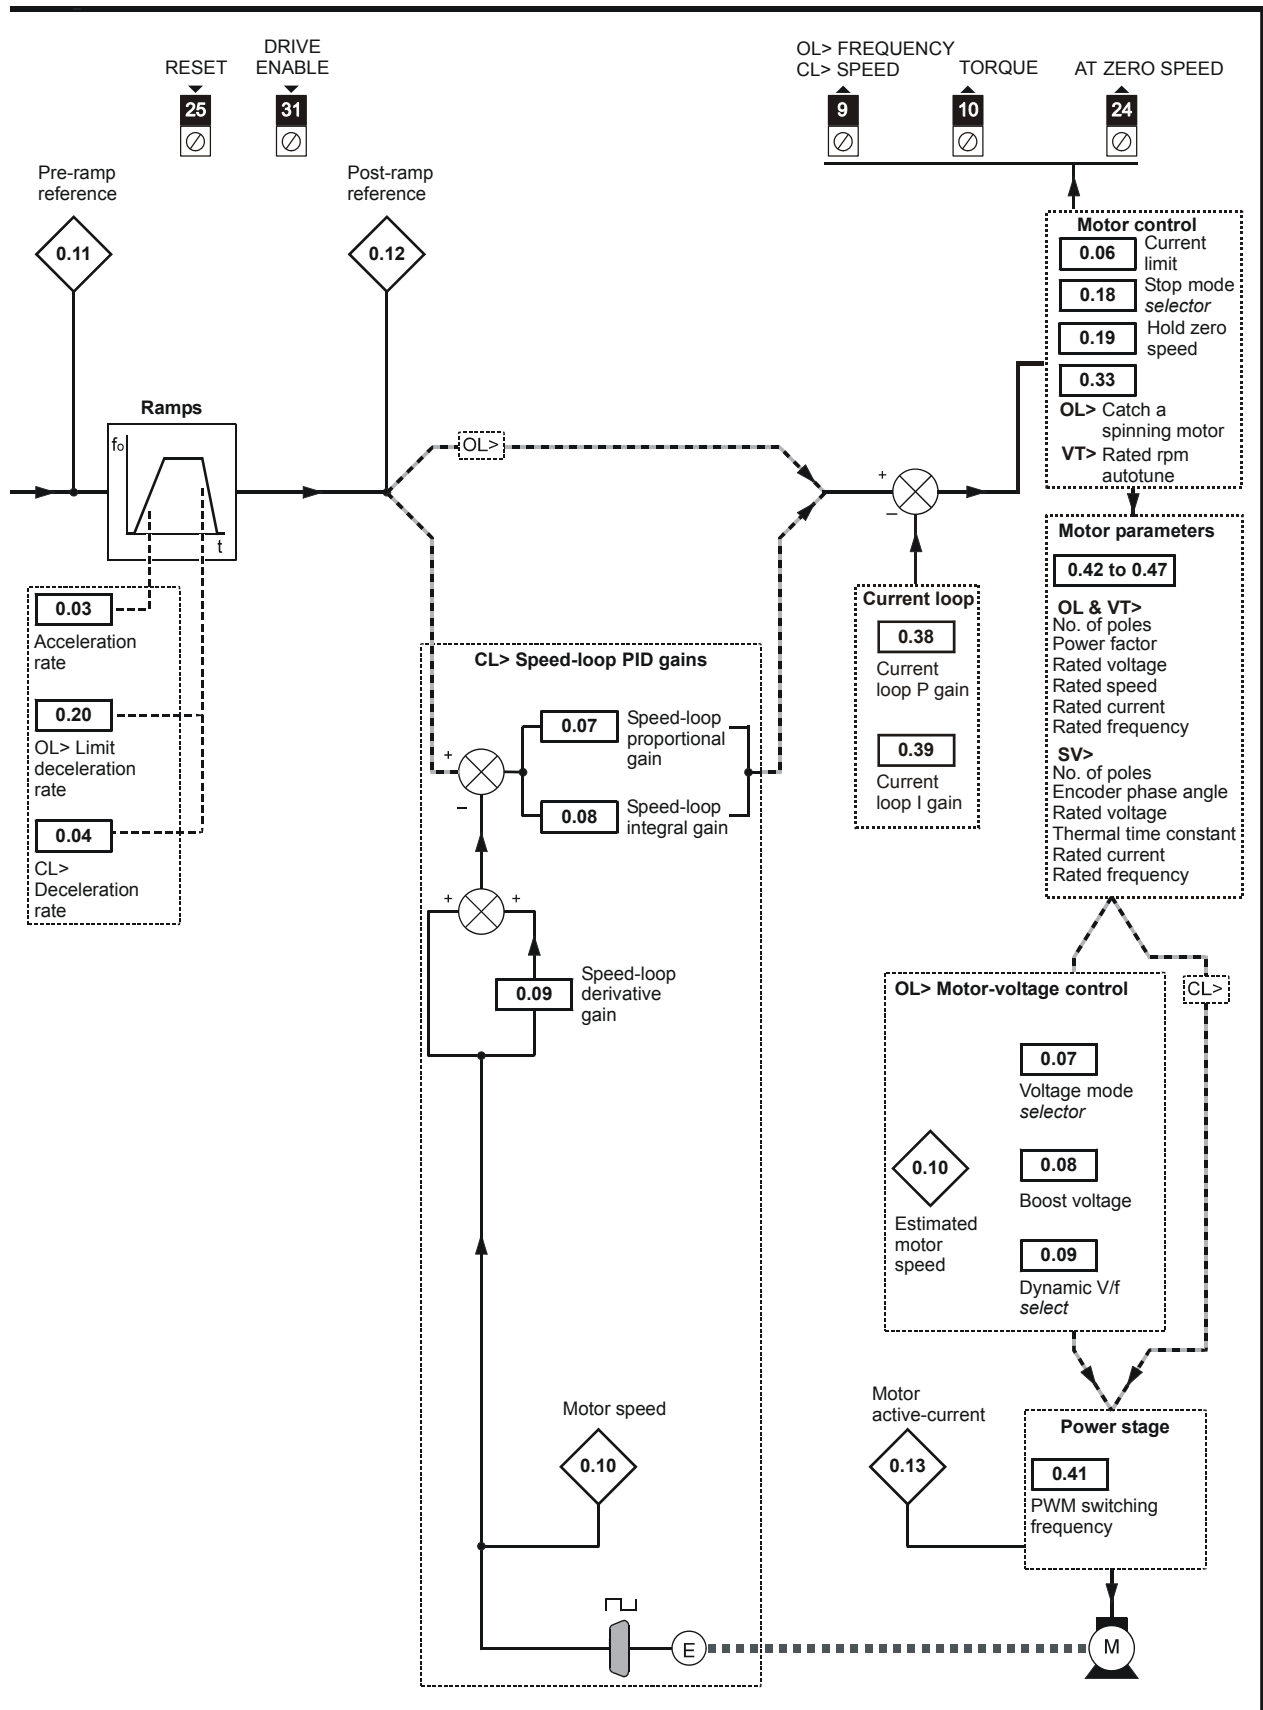 RESET
DRIVE
ENABLE
OL> FREQUENCY
CL> SPEED
TORQUE
AT ZERO SPEED
25
31
9
10
24
Pre-ramp
reference
0.11
Post-ramp
reference
0.12
Motor control
0.06
Current
limit
0.18
Stop mode
selector
0.19
Hold zero
speed
0.33
OL> Catch a
spinning motor
VT> Rated rpm
autotune
Ramps
fo
t
OL>
+
–
0.03
Acceleration
rate
0.20
OL> Limit
deceleration
rate
0.04
CL>
Deceleration
rate
Current loop
0.38
Current
loop P gain
0.39
Current
loop I gain
Motor parameters
0.42 to 0.47
OL & VT>
No. of poles
Power factor
Rated voltage
Rated speed
Rated current
Rated frequency
SV>
No. of poles
Encoder phase angle
Rated voltage
Thermal time constant
Rated current
Rated frequency
CL> Speed-loop PID gains
0.07
Speed-loop
proportional
gain
+
–
0.08
Speed-loop
integral gain
+
+
0.09
Speed-loop
derivative
gain
OL> Motor-voltage control
CL>
0.07
Voltage mode
selector
0.10
Estimated
motor
speed
0.08
Boost voltage
0.09
Dynamic V/f
select
Motor speed
0.10
Motor
active-current
0.13
Power stage
0.41
PWM switching
frequency
E
M